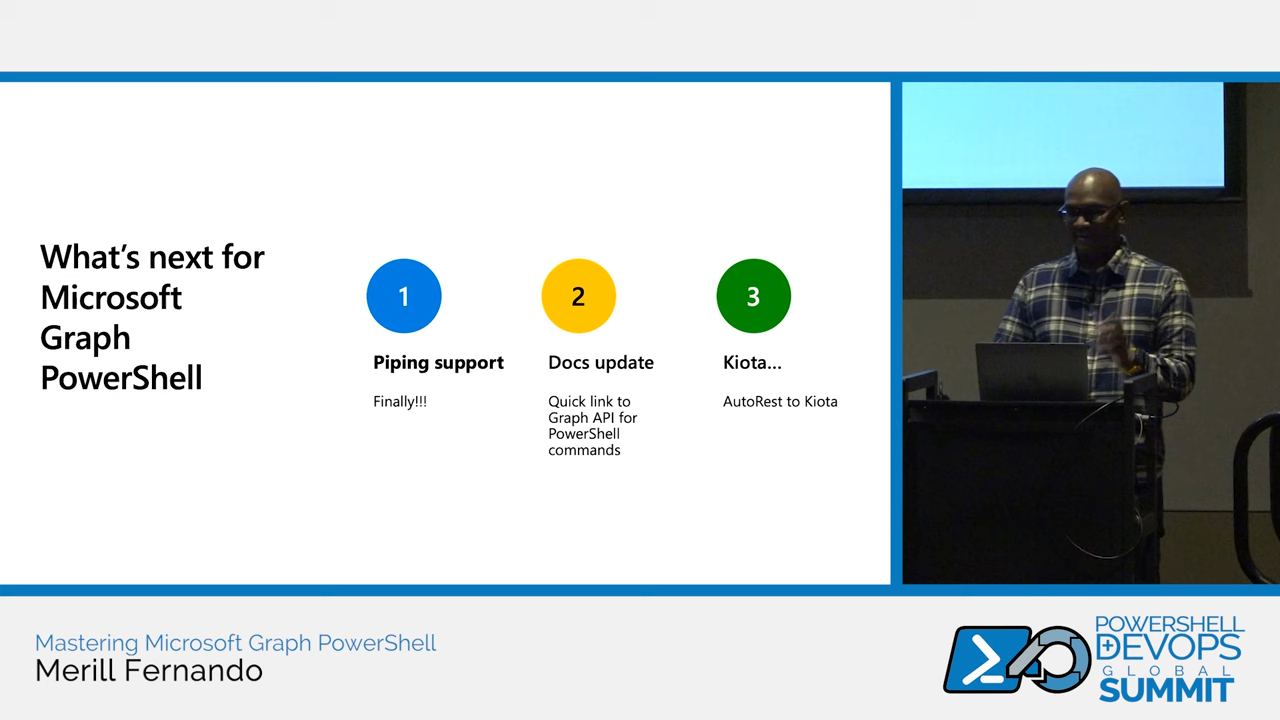 What's next for
Microsoft
Graph
PowerShell
1
2
3
Piping support
Docs update
Kiota...
Finally!!!
Quick link to
Graph API for
PowerShell
commands
AutoRest to Kiota
Mastering Microsoft Graph PowerShell
Merill Fernando
POWERSHELL
+DEVOPS
GLOBAL
SUMMIT